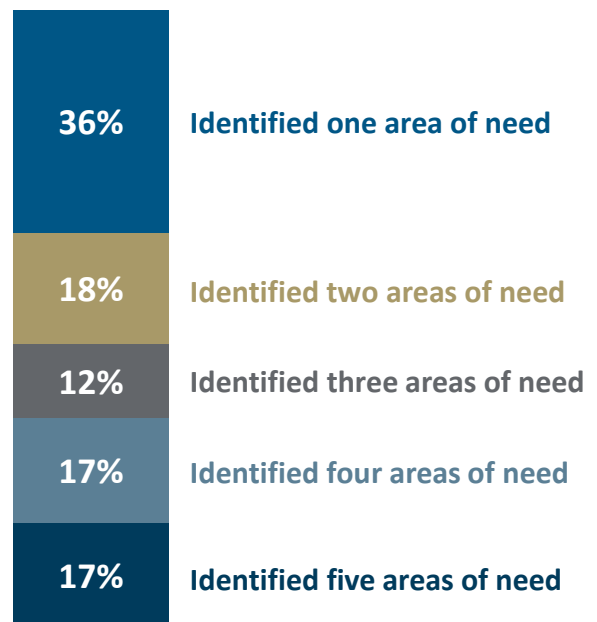 36% Identified one area of need
18% Identified two areas of need
12% Identified three areas of need
17% Identified four areas of need
17% Identified five areas of need